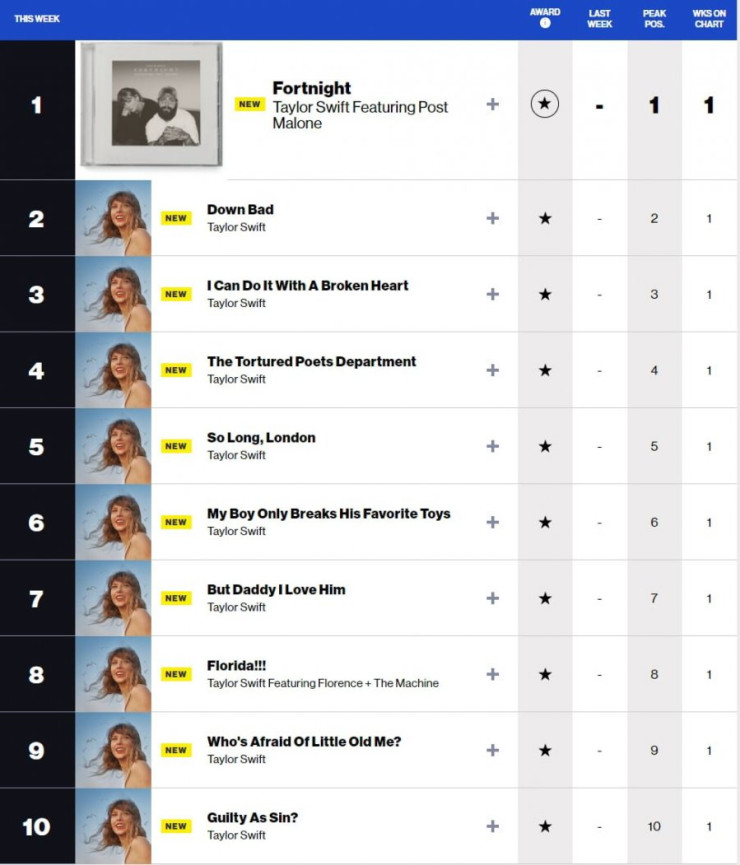 THIS WEEK
AWARD
LAST WEEK
PEAK POS.
WKS ON CHART
1
FORTNIGHT
NEW
Fortnight
Taylor Swift Featuring Post
Malone
-
1
1
2
NEW
Down Bad
Taylor Swift
-
2
1
3
NEW
I Can Do It With A Broken Heart
Taylor Swift
-
3
1
4
NEW
The Tortured Poets Department
Taylor Swift
-
4
1
5
NEW
So Long, London
Taylor Swift
-
5
1
6
NEW
My Boy Only Breaks His Favorite Toys
Taylor Swift
-
6
1
7
NEW
But Daddy I Love Him
Taylor Swift
-
7
1
8
NEW
Florida!!!
Taylor Swift Featuring Florence + The Machine
-
8
1
9
NEW
Who's Afraid Of Little Old Me?
Taylor Swift
-
9
1
10
NEW
Guilty As Sin?
Taylor Swift
-
10
1